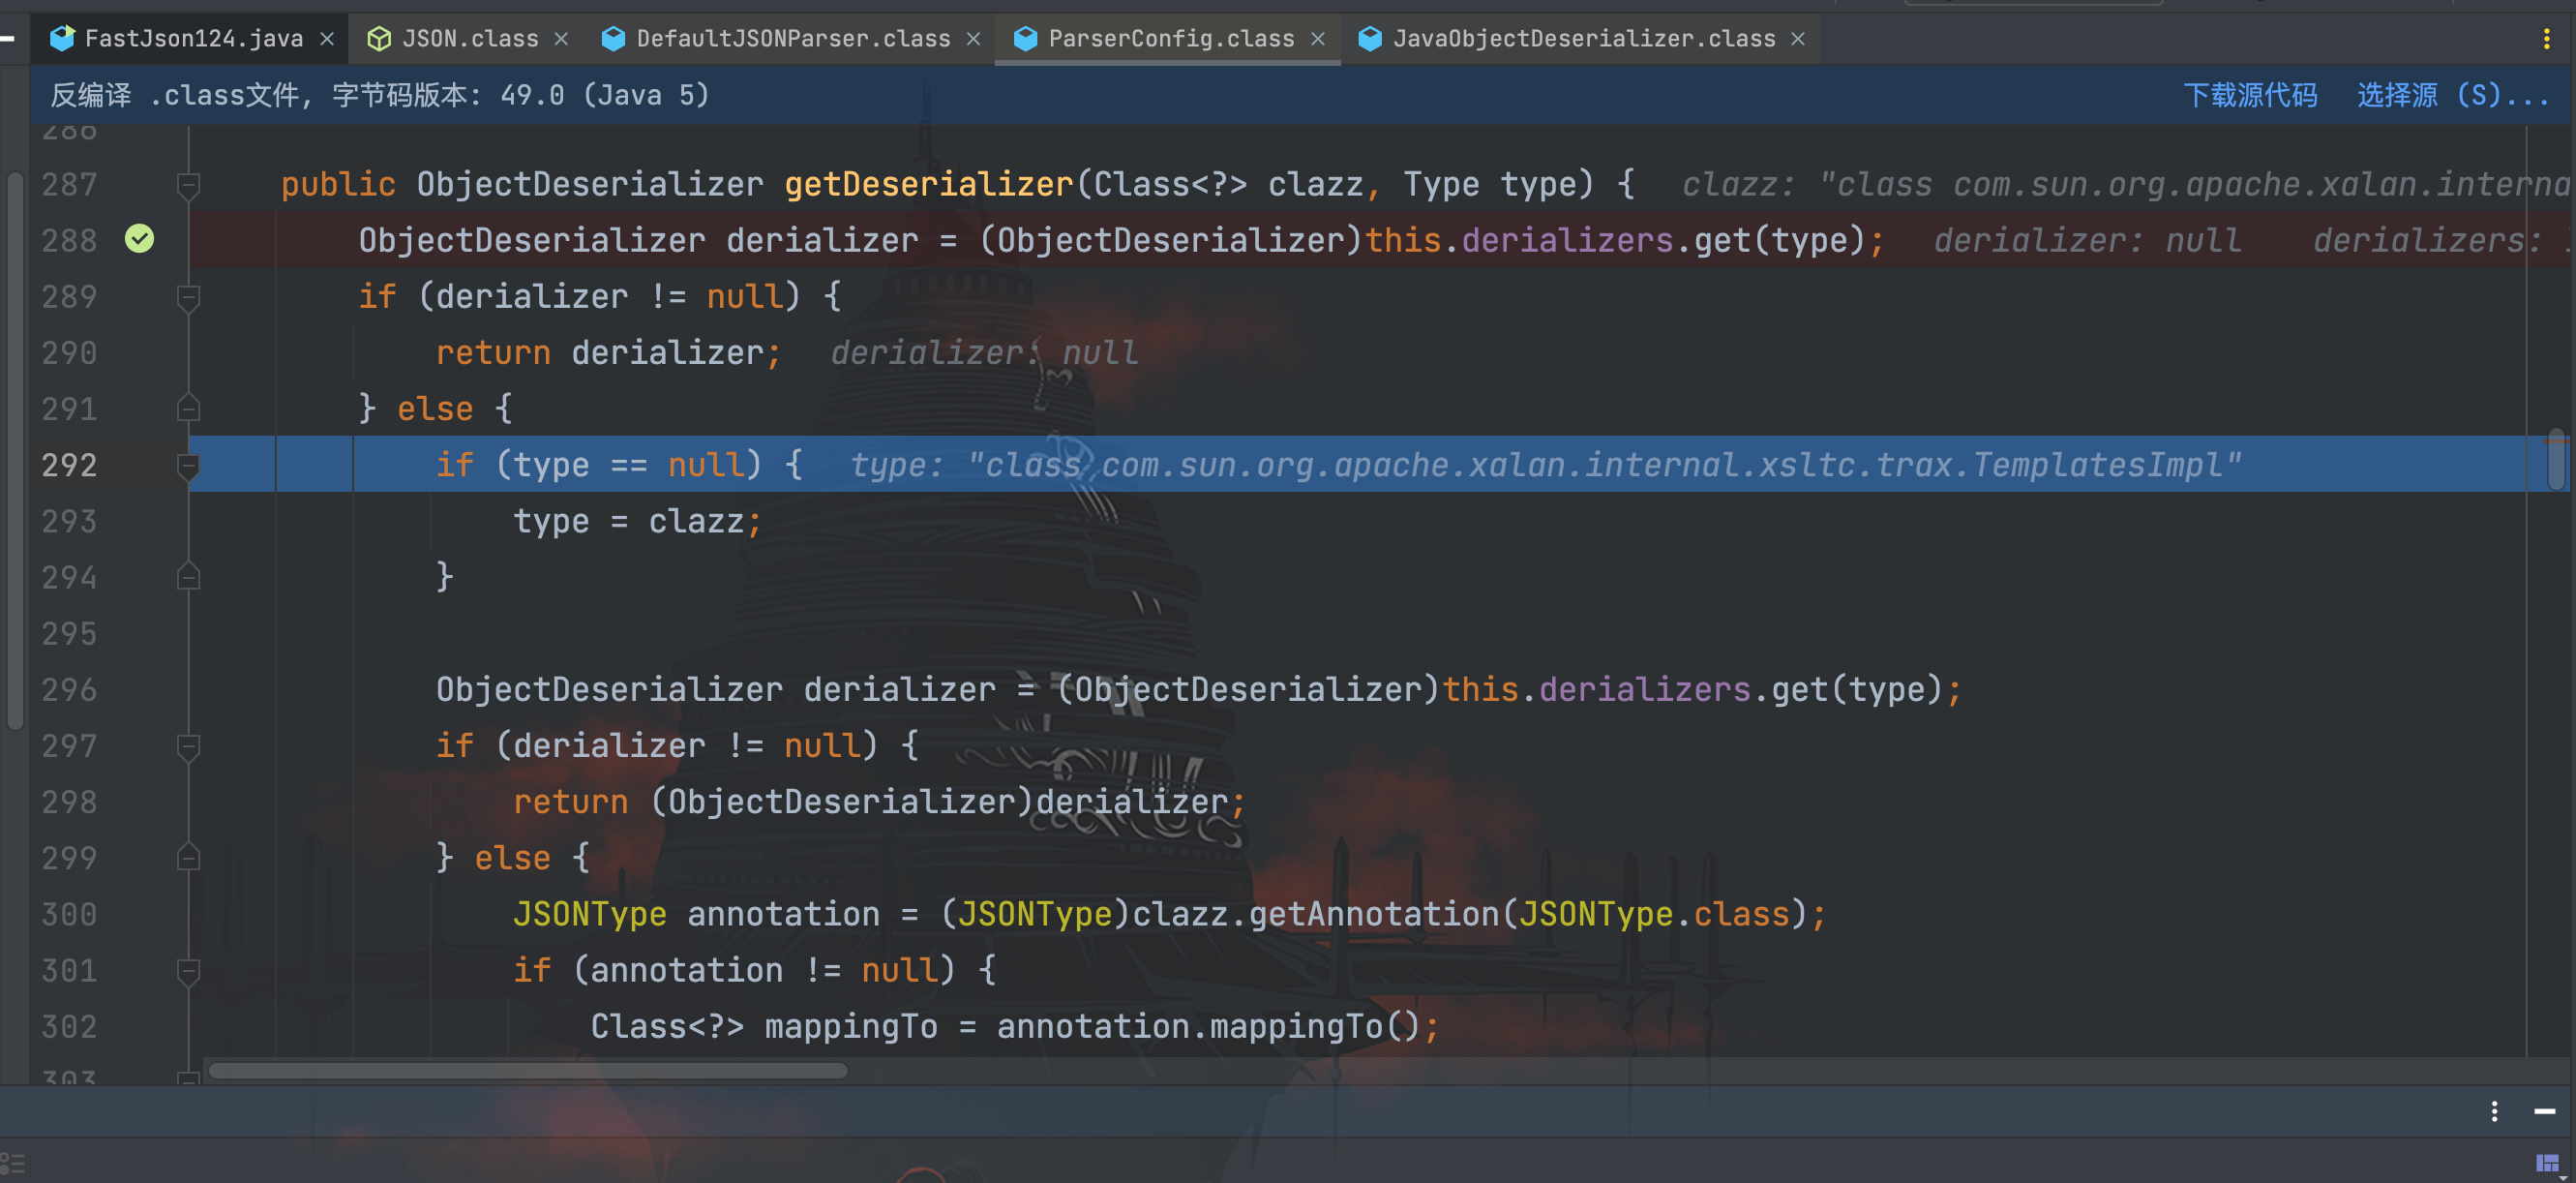 FastJson124.java JSON.class DefaultJSONParser.class ParserConfig.class JavaObjectDeserializer.class
反编译 .class文件, 字节码版本: 49.0 (Java 5) 下载源代码 选择源 (S)...
286
287 public ObjectDeserializer getDeserializer(Class<?> clazz, Type type) { clazz: "class com.sun.org.apache.xalan.interna
288 ObjectDeserializer derializer = (ObjectDeserializer)this.derializers.get(type); derializer: null derializers:
289 if (derializer != null) {
290 return derializer; derializer: null
291 } else {
292 if (type == null) { type: "class com.sun.org.apache.xalan.internal.xsltc.trax.TemplatesImpl"
293 type = clazz;
294 }
295
296 ObjectDeserializer derializer = (ObjectDeserializer)this.derializers.get(type);
297 if (derializer != null) {
298 return (ObjectDeserializer)derializer;
299 } else {
300 JSONType annotation = (JSONType)clazz.getAnnotation(JSONType.class);
301 if (annotation != null) {
302 Class<?> mappingTo = annotation.mappingTo();
303